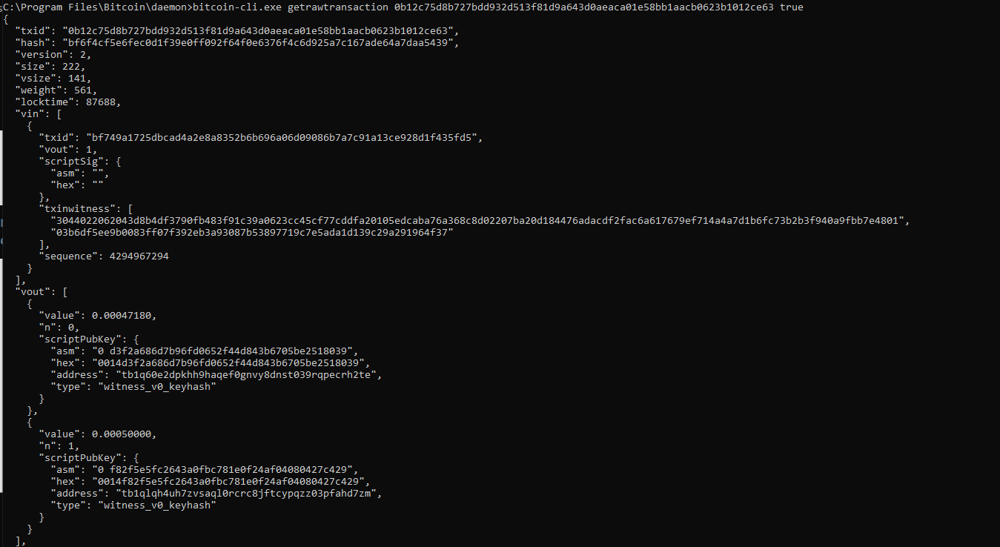 C:\Program Files\Bitcoin\daemon>bitcoin-cli.exe getrawtransaction 0b12c75d8b727bdd932d513f81d9a643d0aeaca01e58bb1aacb0623b1012ce63 true
{
  "txid": "0b12c75d8b727bdd932d513f81d9a643d0aeaca01e58bb1aacb0623b1012ce63",
  "hash": "bf6f4cf5e6fec0d1f39e0ff092f64f0e6376f4c6d925a7c167ade64a7daa5439",
  "version": 2,
  "size": 222,
  "vsize": 141,
  "weight": 561,
  "locktime": 87688,
  "vin": [
    {
      "txid": "bf749a1725dbcad4a2e8a8352b6b696a06d09086b7a7c91a13ce928d1f435fd5",
      "vout": 1,
      "scriptSig": {
        "asm": "",
        "hex": ""
      },
      "txinwitness": [
        "3044022062043d8b4df3790fb483f91c39a0623cc45cf77cddfa20105edcaba76a368c8d02207ba20d184476adacdf2fac6a617679ef714a4a7d1b6fc73b2b3f940a9fbb7e4801",
        "03b6df5ee9b0083ff07f392eb3a93087b53897719c7e5ada1d139c29a291964f37"
      ],
      "sequence": 4294967294
    }
  ],
  "vout": [
    {
      "value": 0.00047180,
      "n": 0,
      "scriptPubKey": {
        "asm": "0 d3f2a686d7b96fd0652f44d843b6705be2518039",
        "hex": "0014d3f2a686d7b96fd0652f44d843b6705be2518039",
        "address": "tb1q60e2dpkhh9haqef0gnvy8dnst039rqpecrh2te",
        "type": "witness_v0_keyhash"
      }
    },
    {
      "value": 0.00050000,
      "n": 1,
      "scriptPubKey": {
        "asm": "0 f82f5e5fc2643a0fbc781e0f24af04080427c429",
        "hex": "0014f82f5e5fc2643a0fbc781e0f24af04080427c429",
        "address": "tb1qlqh4uh7zvsaql0rcrc8jftcypqzz03pfahd7zm",
        "type": "witness_v0_keyhash"
      }
    }
  ],